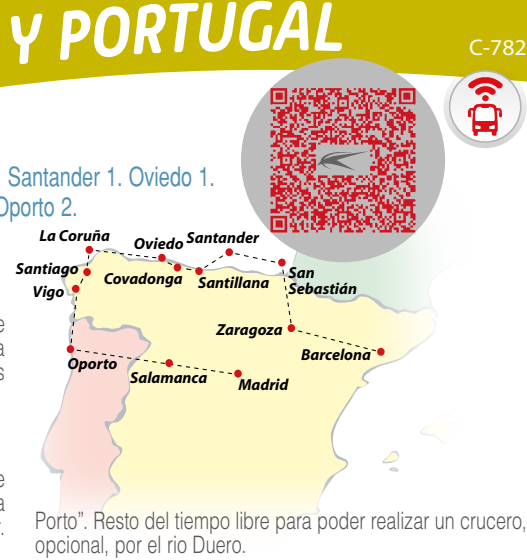 Y PORTUGAL
C-782
Santander 1. Oviedo 1.
Oporto 2.
La Coruña
Oviedo
Santander
Santiago
Covadonga
Santillana
San
Sebastián
Vigo
Zaragoza
Barcelona
Oporto
Salamanca
Madrid
e
a
s
e
a
.
Porto”. Resto del tiempo libre para poder realizar un crucero,
opcional, por el rio Duero.